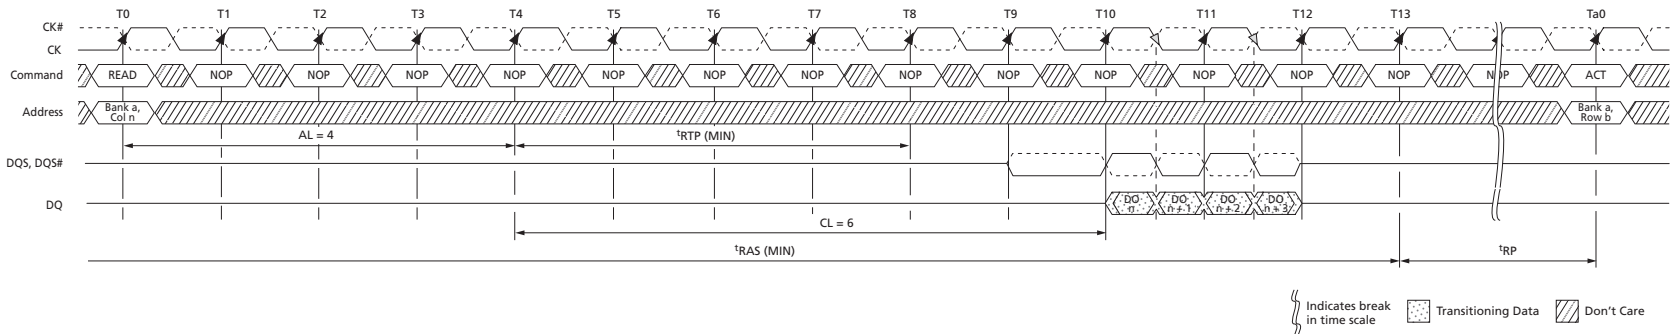 T0 T1 T2 T3 T4 T5 T6 T7 T8 T9 T10 T11 T12 T13 Ta0
CK#
CK
Command READ NOP NOP NOP NOP NOP NOP NOP NOP NOP NOP NOP NOP NOP NOP ACT
Address Bank a, Col n Bank a, Row b
AL = 4 tRTP (MIN)
DQS, DQS#
DQ DO n DO n + 1 DO n + 2 DO n + 3
CL = 6
tRAS (MIN) tRP
Indicates break in time scale Transitioning Data Don't Care